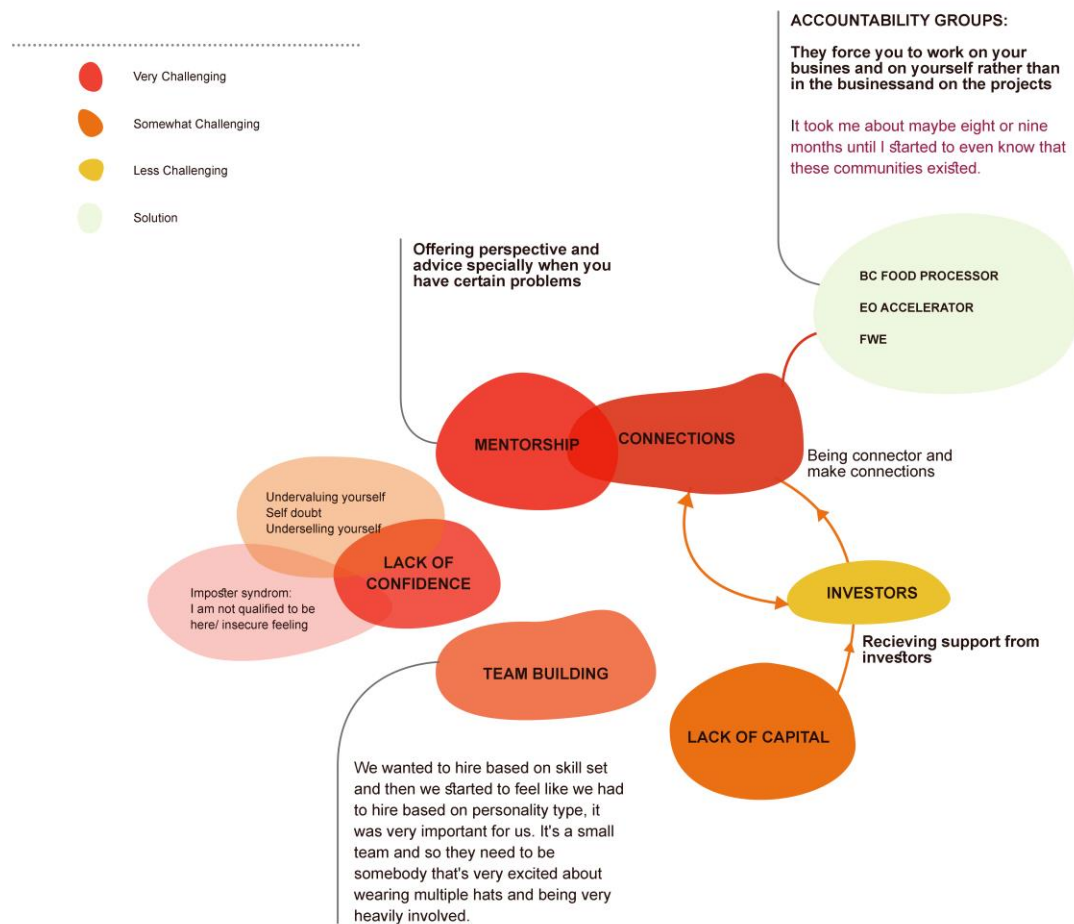 Very Challenging
Somewhat Challenging
Less Challenging
Solution
ACCOUNTABILITY GROUPS:
They force you to work on your
busines and on yourself rather than
in the businessand on the projects
It took me about maybe eight or nine
months until I started to even know that
these communities existed.
Offering perspective and
advice specially when you
have certain problems
BC FOOD PROCESSOR
EO ACCELERATOR
FWE
MENTORSHIP
CONNECTIONS
Being connector and
make connections
Undervaluing yourself
Self doubt
Underselling yourself
LACK OF
CONFIDENCE
Imposter syndrom:
I am not qualified to be
here/ insecure feeling
INVESTORS
Recieving support from
investors
TEAM BUILDING
LACK OF CAPITAL
We wanted to hire based on skill set
and then we started to feel like we had
to hire based on personality type, it
was very important for us. It's a small
team and so they need to be
somebody that's very excited about
wearing multiple hats and being very
heavily involved.